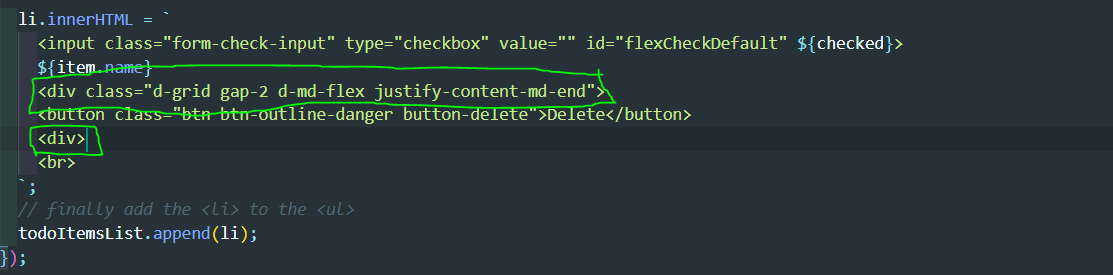 li.innerHTML = `
<input class="form-check-input" type="checkbox" value="" id="flexCheckDefault" ${checked}>
${item.name}
<div class="d-grid gap-2 d-md-flex justify-content-md-end">
<button class="btn btn-outline-danger button-delete">Delete</button>
<div>
<br>
`;
// finally add the <li> to the <ul>
todoItemsList.append(li);
});